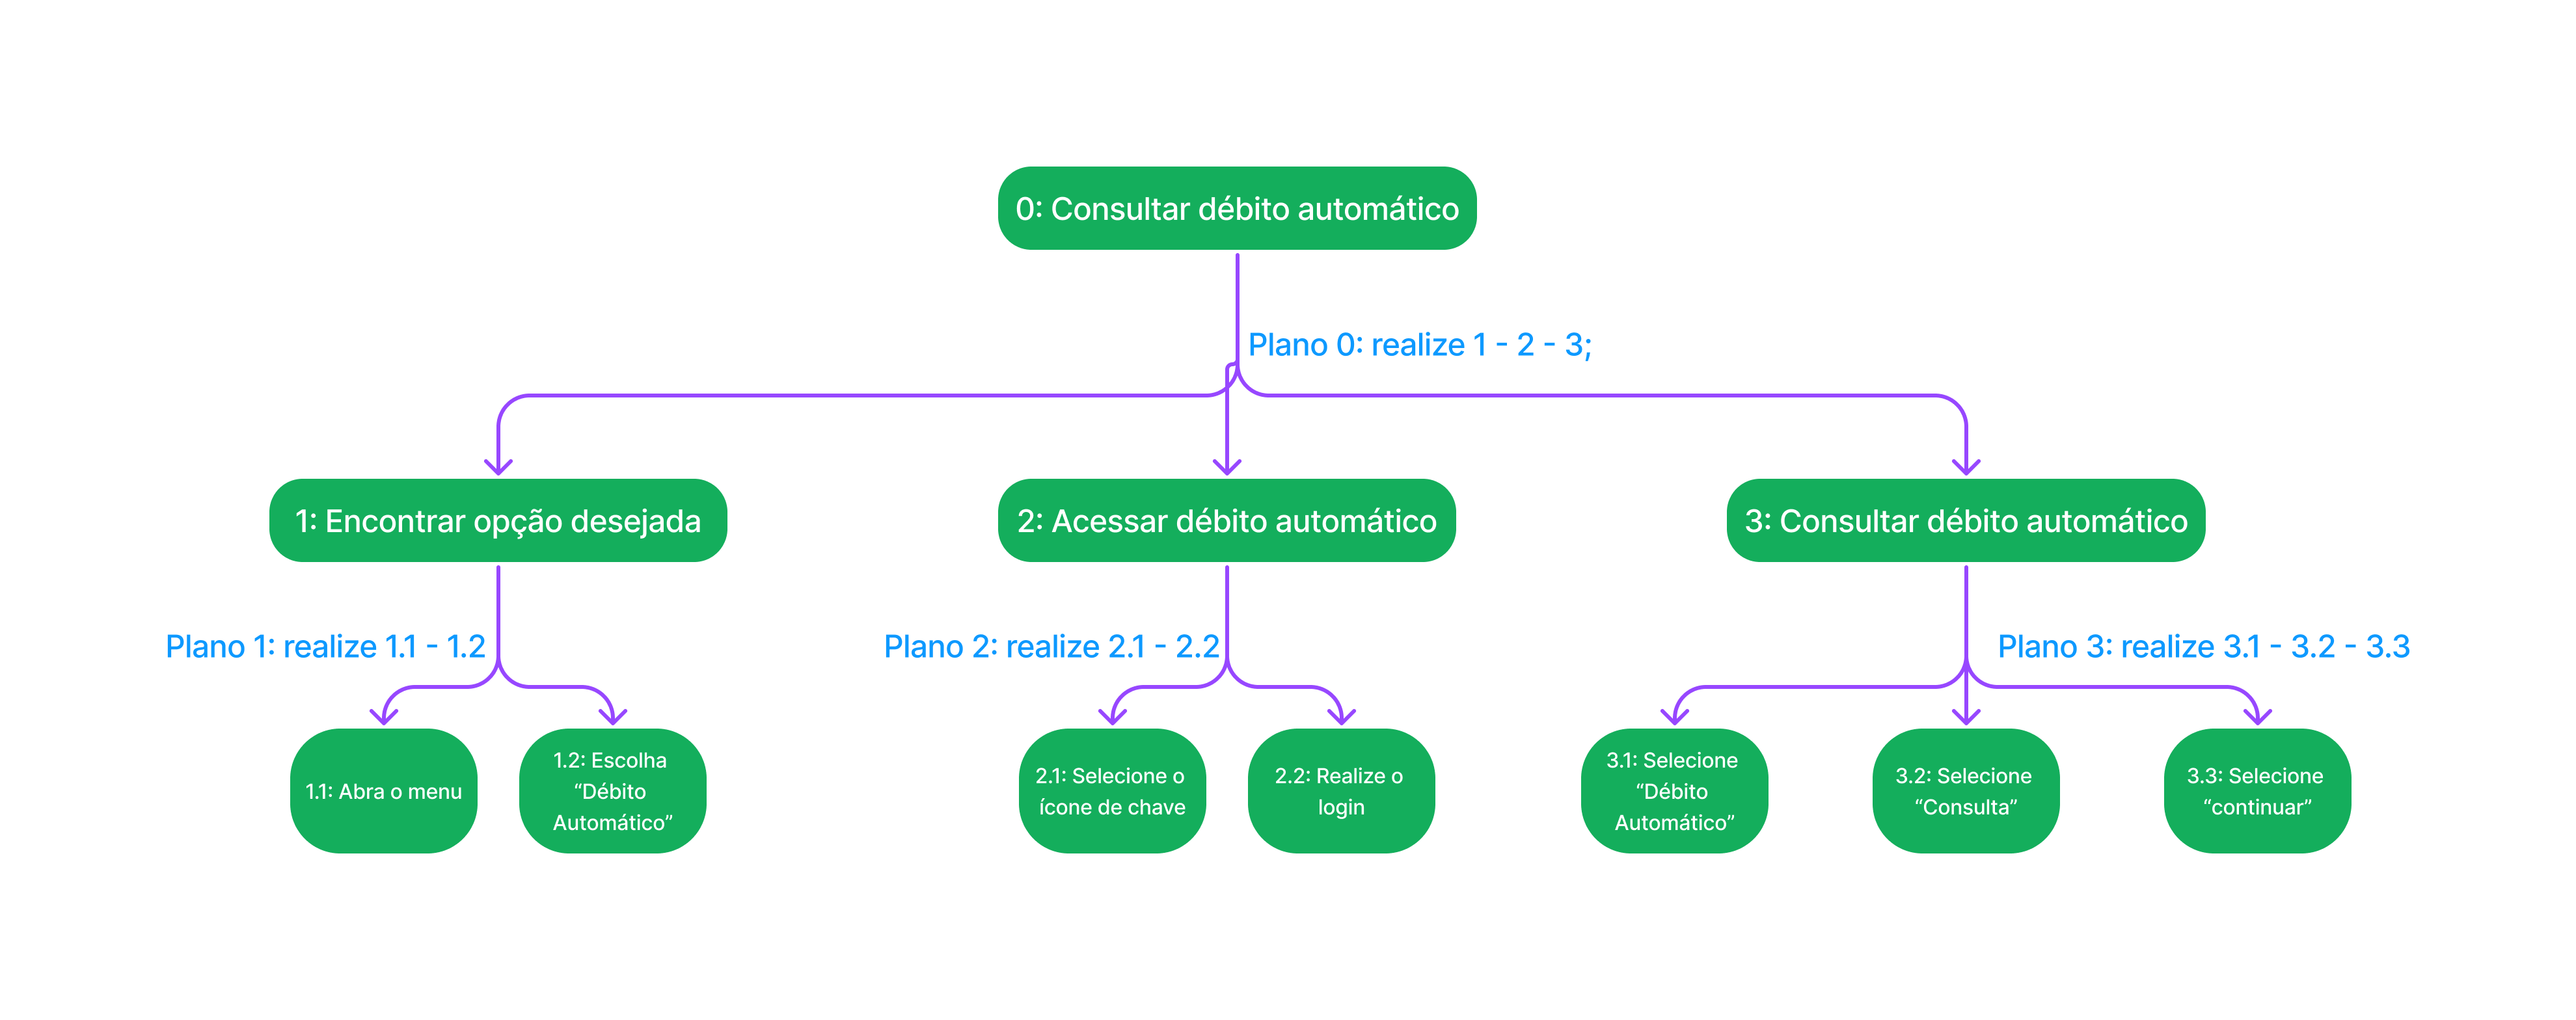 0: Consultar débito automático
Plano 0: realize 1 - 2 - 3;
1: Encontrar opção desejada
2: Acessar débito automático
3: Consultar débito automático
Plano 1: realize 1.1 - 1.2
Plano 2: realize 2.1 - 2.2
Plano 3: realize 3.1 - 3.2 - 3.3
1.1: Abra o menu
1.2: Escolha
“Débito
Automático”
2.1: Selecione o
ícone de chave
2.2: Realize o
login
3.1: Selecione
“Débito
Automático”
3.2: Selecione
“Consulta”
3.3: Selecione
“continuar”